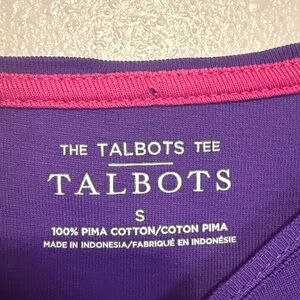 THE TALBOTS TEE
TALBOTS
S
100% PIMA COTTON/COTON PIMA
MADE IN INDONESIA/FABRIQUÉ EN INDONÉSIE